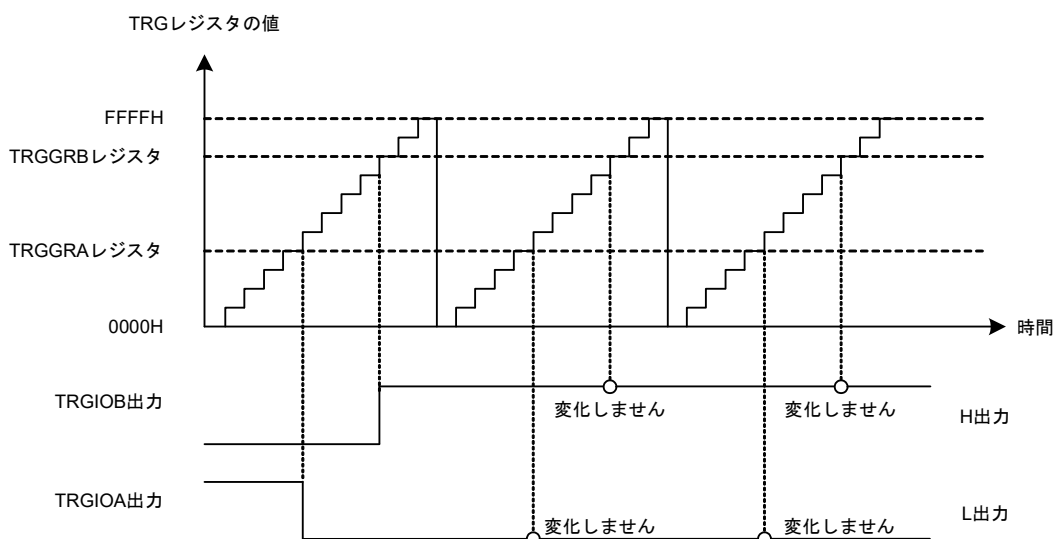 TRGレジスタの値
FFFFH
TRGGRBレジスタ
TRGGRAレジスタ
0000H
時間
TRGIOB出力
変化しません
変化しません
H出力
TRGIOA出力
変化しません
変化しません
L出力